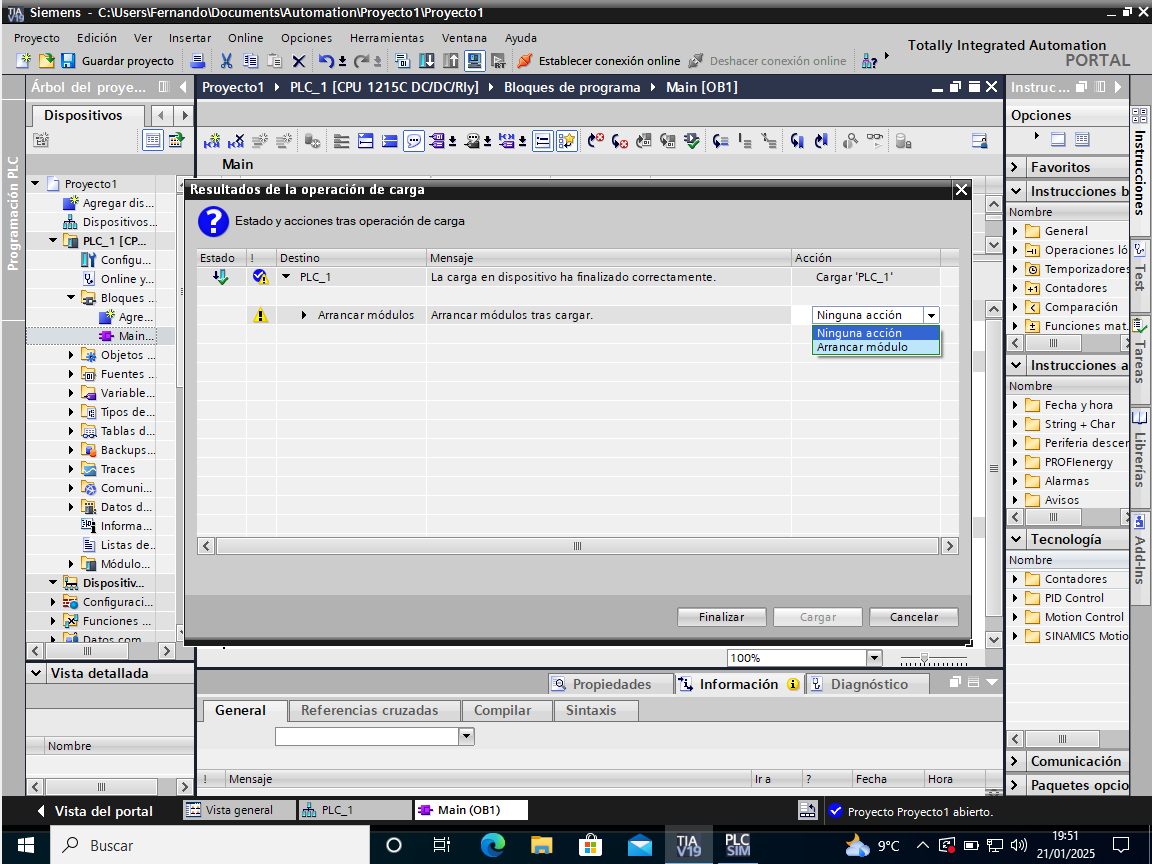 TIA V19 Siemens - C:\Users\Fernando\Documents\Automation\Proyecto1\Proyecto1
Proyecto Edición Ver Insertar Online Opciones Herramientas Ventana Ayuda
Totally Integrated Automation
PORTAL
Guardar proyecto
Establecer conexión online
Deshacer conexión online
Árbol del proye...
Proyecto1 PLC_1 [CPU 1215C DC/DC/Rly] Bloques de programa Main [OB1]
Instruc...
Dispositivos
Opciones
Main
Programación PLC
Proyecto1
Agregar dis...
Dispositivos...
PLC_1 [CP...
Configu...
Online y...
Bloques ...
Agre...
Main...
Objetos ...
Fuentes ...
Variable...
Tipos de...
Tablas d...
Backups...
Traces
Comuni...
Datos d...
Informa...
Listas de...
Módulo...
Dispositiv...
Configuraci...
Funciones ...
Datos com...
Vista detallada
Nombre
Resultados de la operación de carga
Estado y acciones tras operación de carga
Estado ! Destino Mensaje Acción
PLC_1 La carga en dispositivo ha finalizado correctamente. Cargar 'PLC_1'
Arrancar módulos Arrancar módulos tras cargar. Ninguna acción
Ninguna acción
Arrancar módulo
Finalizar Cargar Cancelar
100%
Propiedades Información Diagnóstico
General Referencias cruzadas Compilar Sintaxis
! Mensaje Ir a ? Fecha Hora
Favoritos
Instrucciones b
Nombre
General
Operaciones ló
Temporizadores
Contadores
Comparación
Funciones mat.
Instrucciones a
Nombre
Fecha y hora
String + Char
Periferia descer
PROFIenergy
Alarmas
Avisos
Tecnología
Nombre
Contadores
PID Control
Motion Control
SINAMICS Motio
Comunicación
Paquetes opcio
Instrucciones
Test
Tareas
Librerías
Add-Ins
Vista del portal
Vista general
PLC_1
Main (OB1)
Proyecto Proyecto1 abierto.
Buscar
TIA V19
PLC SIM
9°C
19:51
21/01/2025